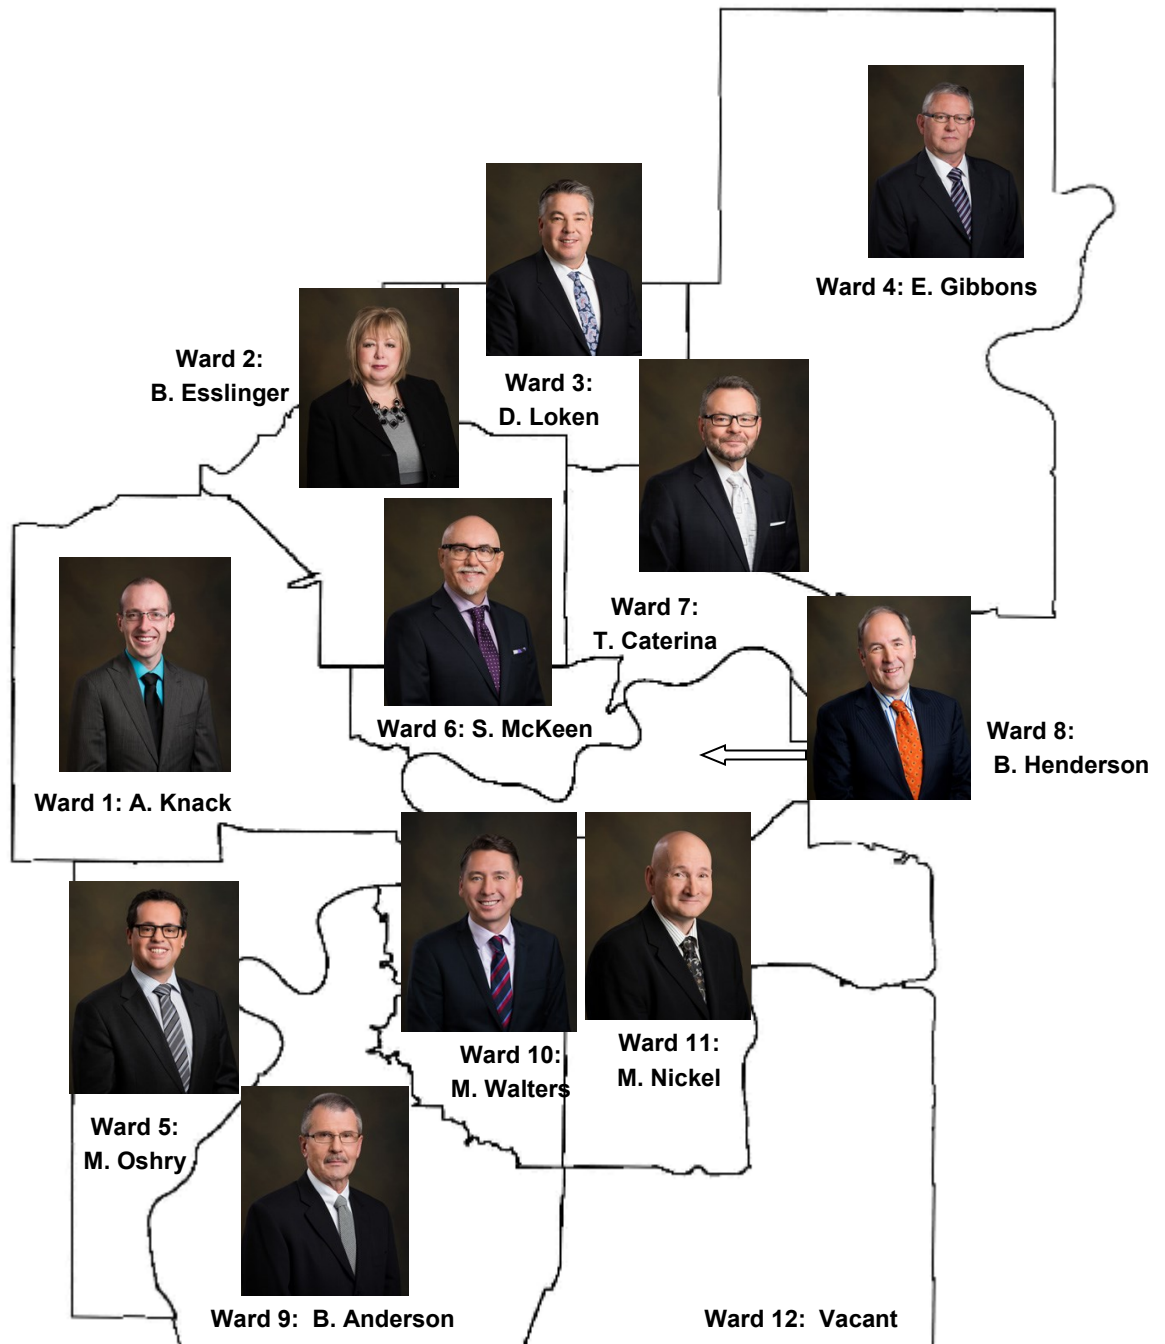 Ward 4: E. Gibbons
Ward 2:
B. Esslinger
Ward 3:
D. Loken
Ward 7:
T. Caterina
Ward 6: S. McKeen
Ward 8:
B. Henderson
Ward 1: A. Knack
Ward 10:
M. Walters
Ward 11:
M. Nickel
Ward 5:
M. Oshry
Ward 9:  B. Anderson
Ward 12:  Vacant